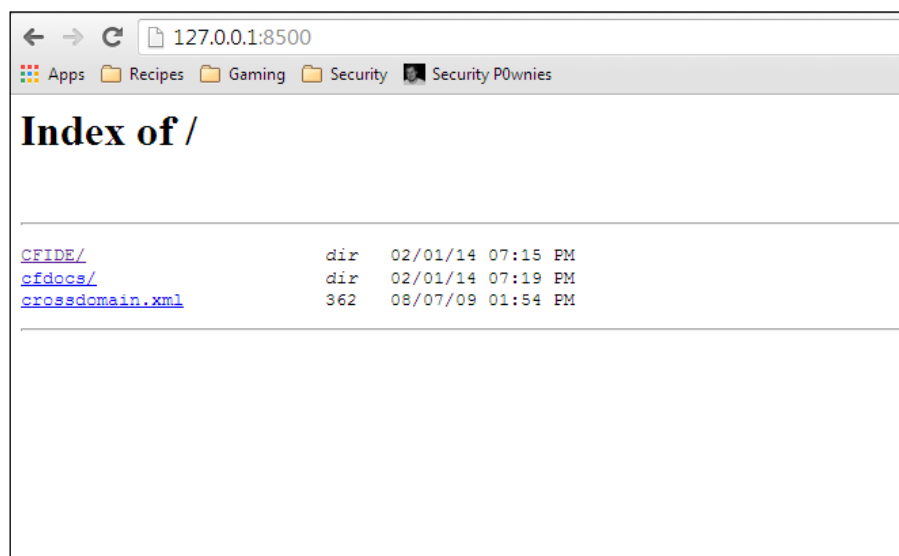 127.0.0.1:8500
Apps Recipes Gaming Security Security P0wnies
Index of /
CFIDE/ dir 02/01/14 07:15 PM
cfdocs/ dir 02/01/14 07:19 PM
crossdomain.xml 362 08/07/09 01:54 PM